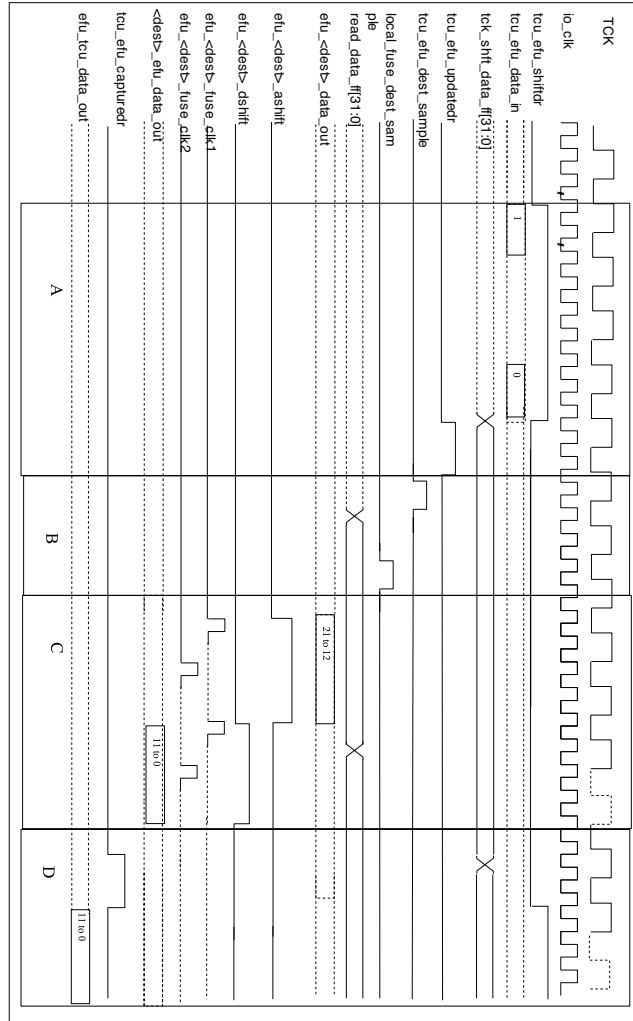 TCK
io_clk
tcu_efu_shiftdr
tcu_efu_data_in
tck_shft_data_ff[31:0]
tcu_efu_updatedr
tcu_efu_dest_sample
local_fuse_dest_sam
ple
read_data_ff[31:0]
efu_<dest>_data_out
efu_<dest>_ashift
efu_<dest>_dshift
efu_<dest>_fuse_clk1
efu_<dest>_fuse_clk2
<dest>_efu_data_out
tcu_efu_capturedr
efu_tcu_data_out
1
0
21 to 12
11 to 0
11 to 0
A
B
C
D